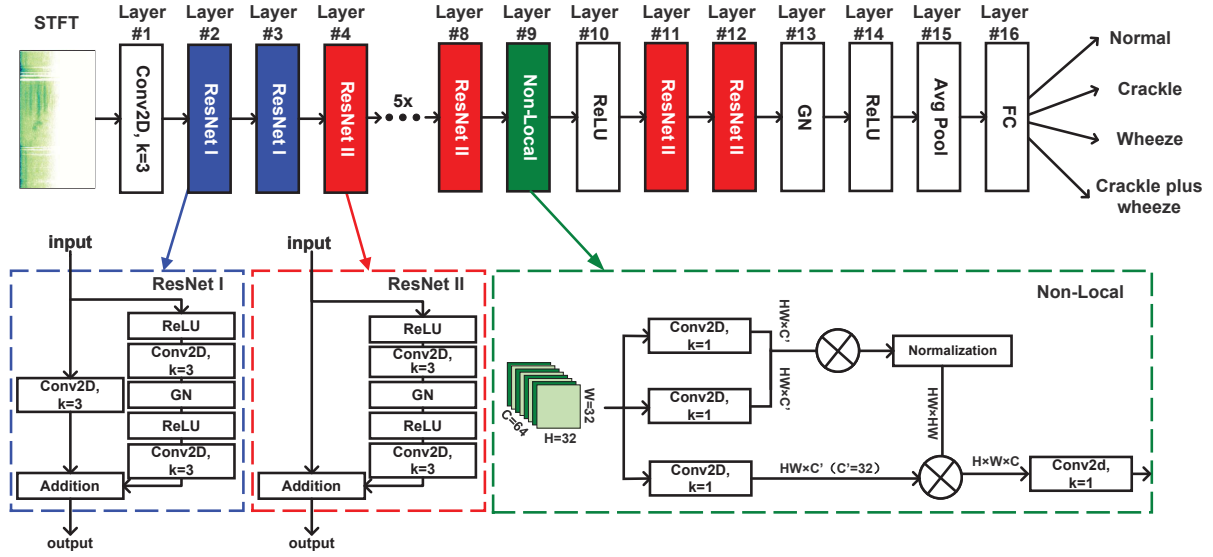 STFT
Layer
#1
Layer
#2
Layer
#3
Layer
#4
Layer
#8
Layer
#9
Layer
#10
Layer
#11
Layer
#12
Layer
#13
Layer
#14
Layer
#15
Layer
#16
Conv2D, k=3
ResNet I
ResNet I
ResNet II
5x
ResNet II
Non-Local
ReLU
ResNet II
ResNet II
GN
ReLU
Avg Pool
FC
Normal
Crackle
Wheeze
Crackle plus
wheeze
input
ResNet I
ReLU
Conv2D,
k=3
GN
ReLU
Conv2D,
k=3
Conv2D,
k=3
Addition
output
input
ResNet II
ReLU
Conv2D,
k=3
GN
ReLU
Conv2D,
k=3
Addition
output
Non-Local
C=64
H=32
W=32
Conv2D,
k=1
Conv2D,
k=1
Conv2D,
k=1
HW×C'
HW×C'
Normalization
HW×HW
HW×C'（C'=32)
H×W×C
Conv2d,
k=1